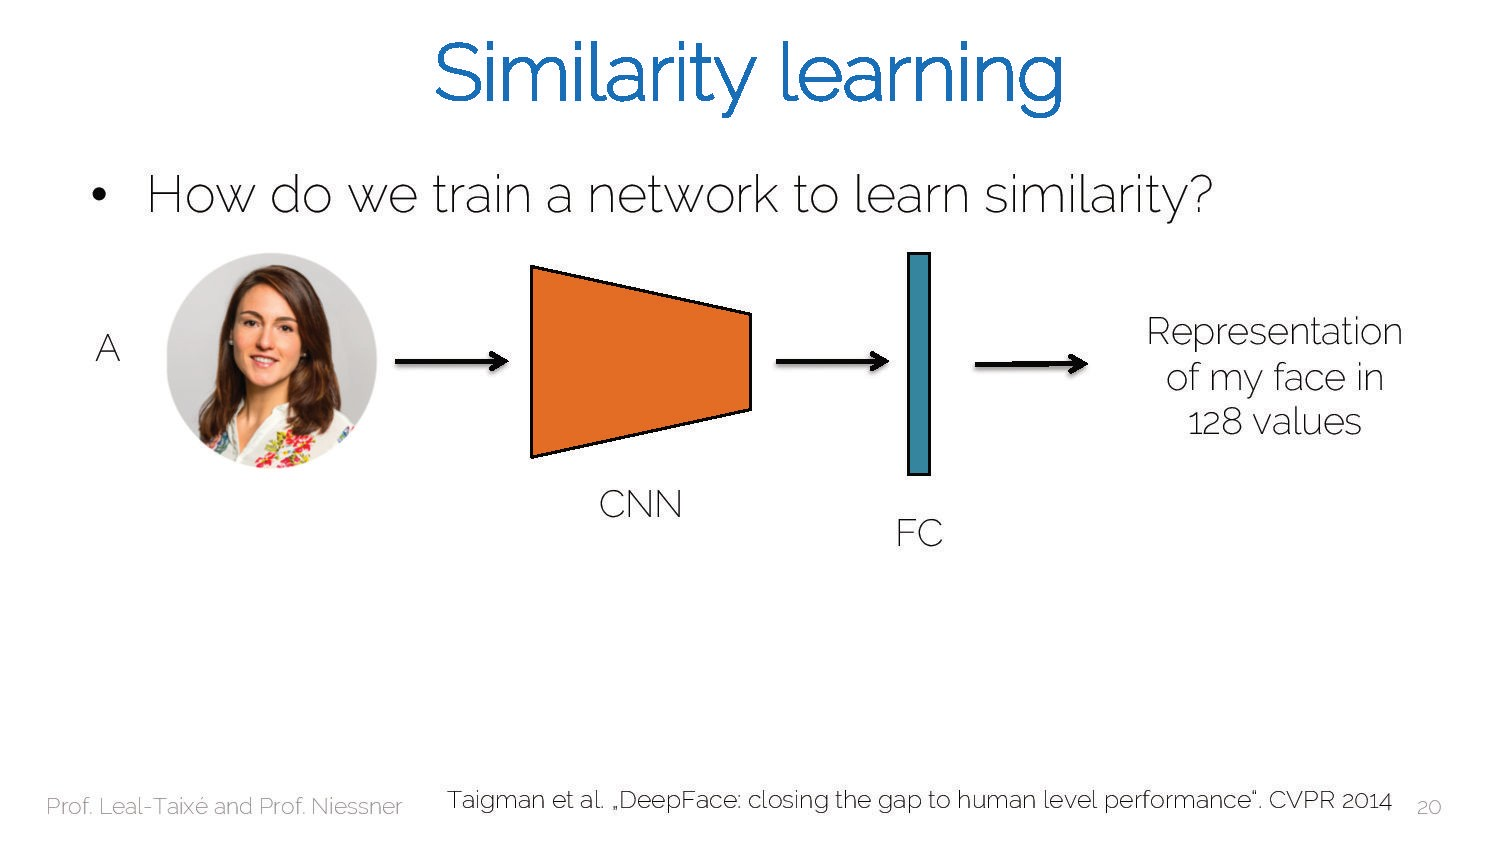 Similarity learning
• How do we train a network to learn similarity?
A
CNN
FC
Representation
of my face in
128 values
Prof. Leal-Taixé and Prof. Niessner
Taigman et al. „DeepFace: closing the gap to human level performance“. CVPR 2014
20